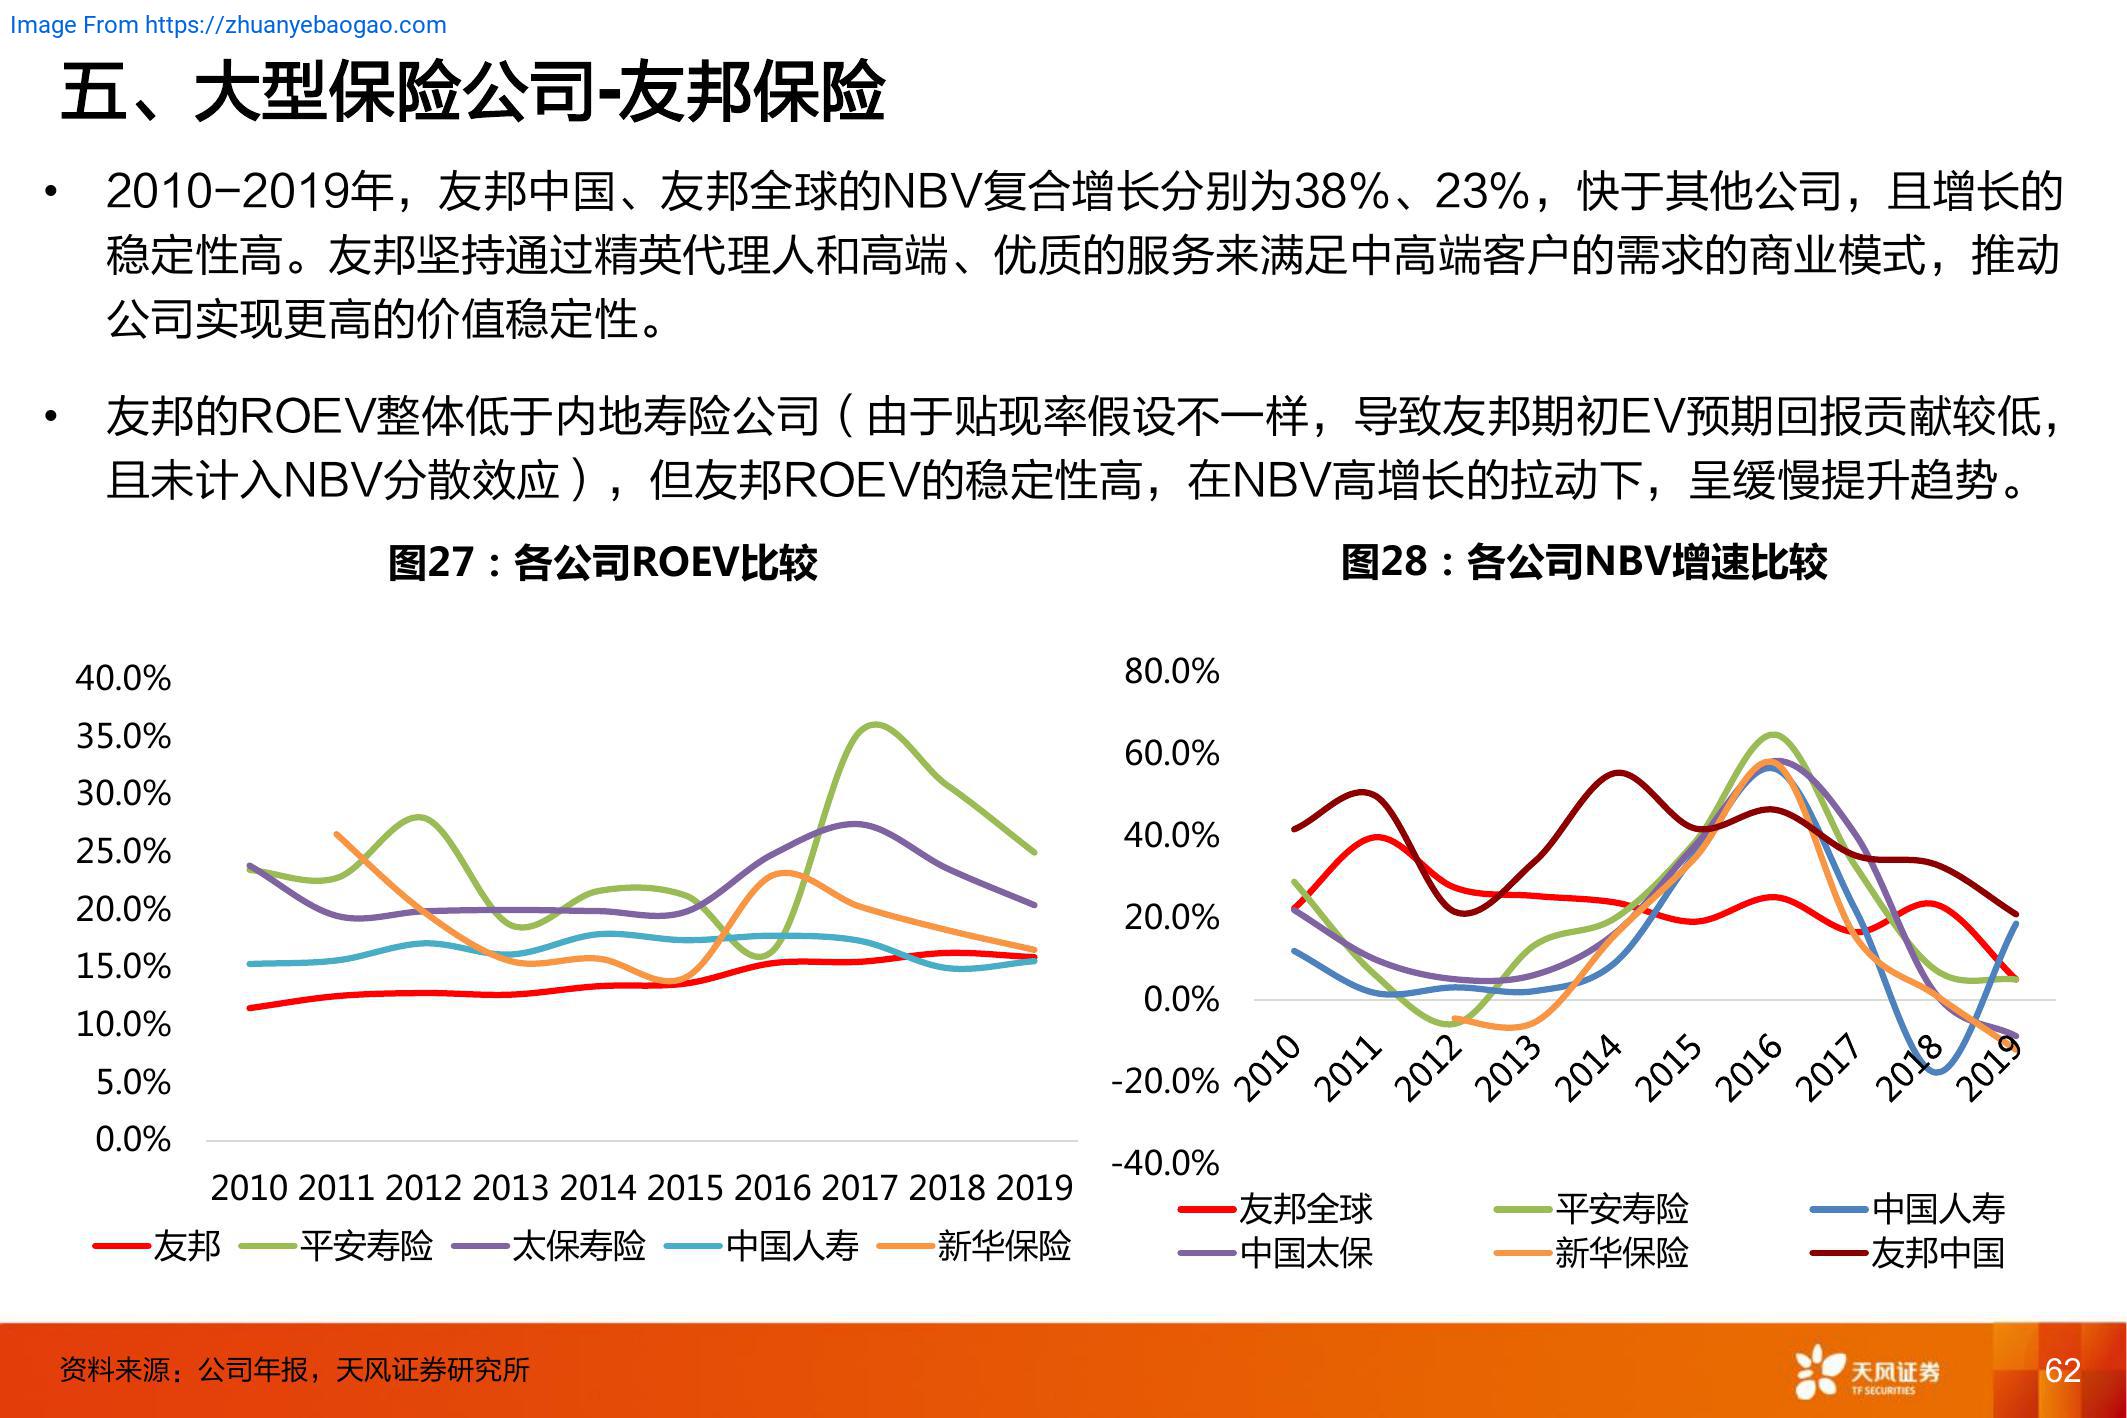 Image From https://zhuanyebaogao.com
五、大型保险公司-友邦保险
• 2010-2019年，友邦中国、友邦全球的NBV复合增长分别为38%、23%，快于其他公司，且增长的
稳定性高。友邦坚持通过精英代理人和高端、优质的服务来满足中高端客户的需求的商业模式，推动
公司实现更高的价值稳定性。
• 友邦的ROEV整体低于内地寿险公司（由于贴现率假设不一样，导致友邦期初EV预期回报贡献较低，
且未计入NBV分散效应），但友邦ROEV的稳定性高，在NBV高增长的拉动下，呈缓慢提升趋势。
图27：各公司ROEV比较
40.0%
35.0%
30.0%
25.0%
20.0%
15.0%
10.0%
5.0%
0.0%
2010 2011 2012 2013 2014 2015 2016 2017 2018 2019
友邦 平安寿险 太保寿险 中国人寿 新华保险
图28：各公司NBV增速比较
80.0%
60.0%
40.0%
20.0%
0.0%
-20.0%
-40.0%
2010 2011 2012 2013 2014 2015 2016 2017 2018 2019
友邦全球 平安寿险 中国人寿
中国太保 新华保险 友邦中国
资料来源：公司年报，天风证券研究所
天风证券
TF SECURITIES
62